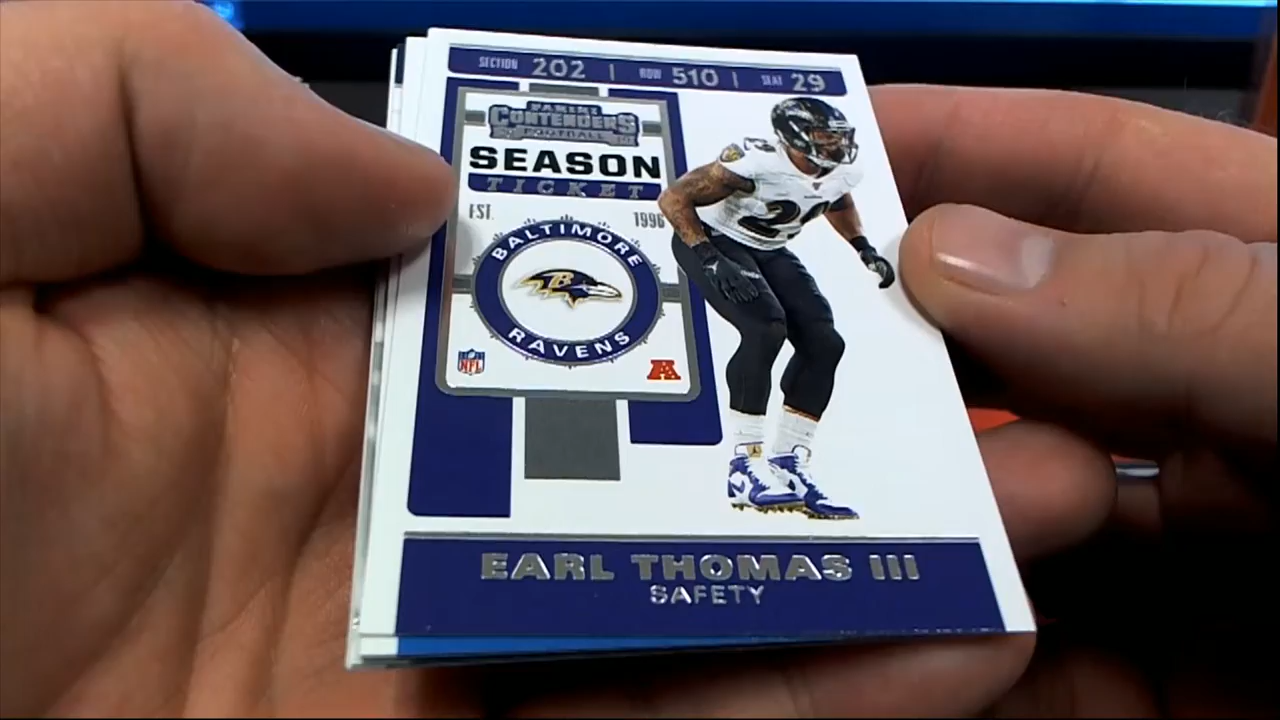 SECTION 202 | ROW 510 | SEAT 29
PANINI
CONTENDERS
FOOTBALL
SEASON
TICKET
EST. 1996
BALTIMORE
B
RAVENS
NFL
A
29
EARL THOMAS III
SAFETY